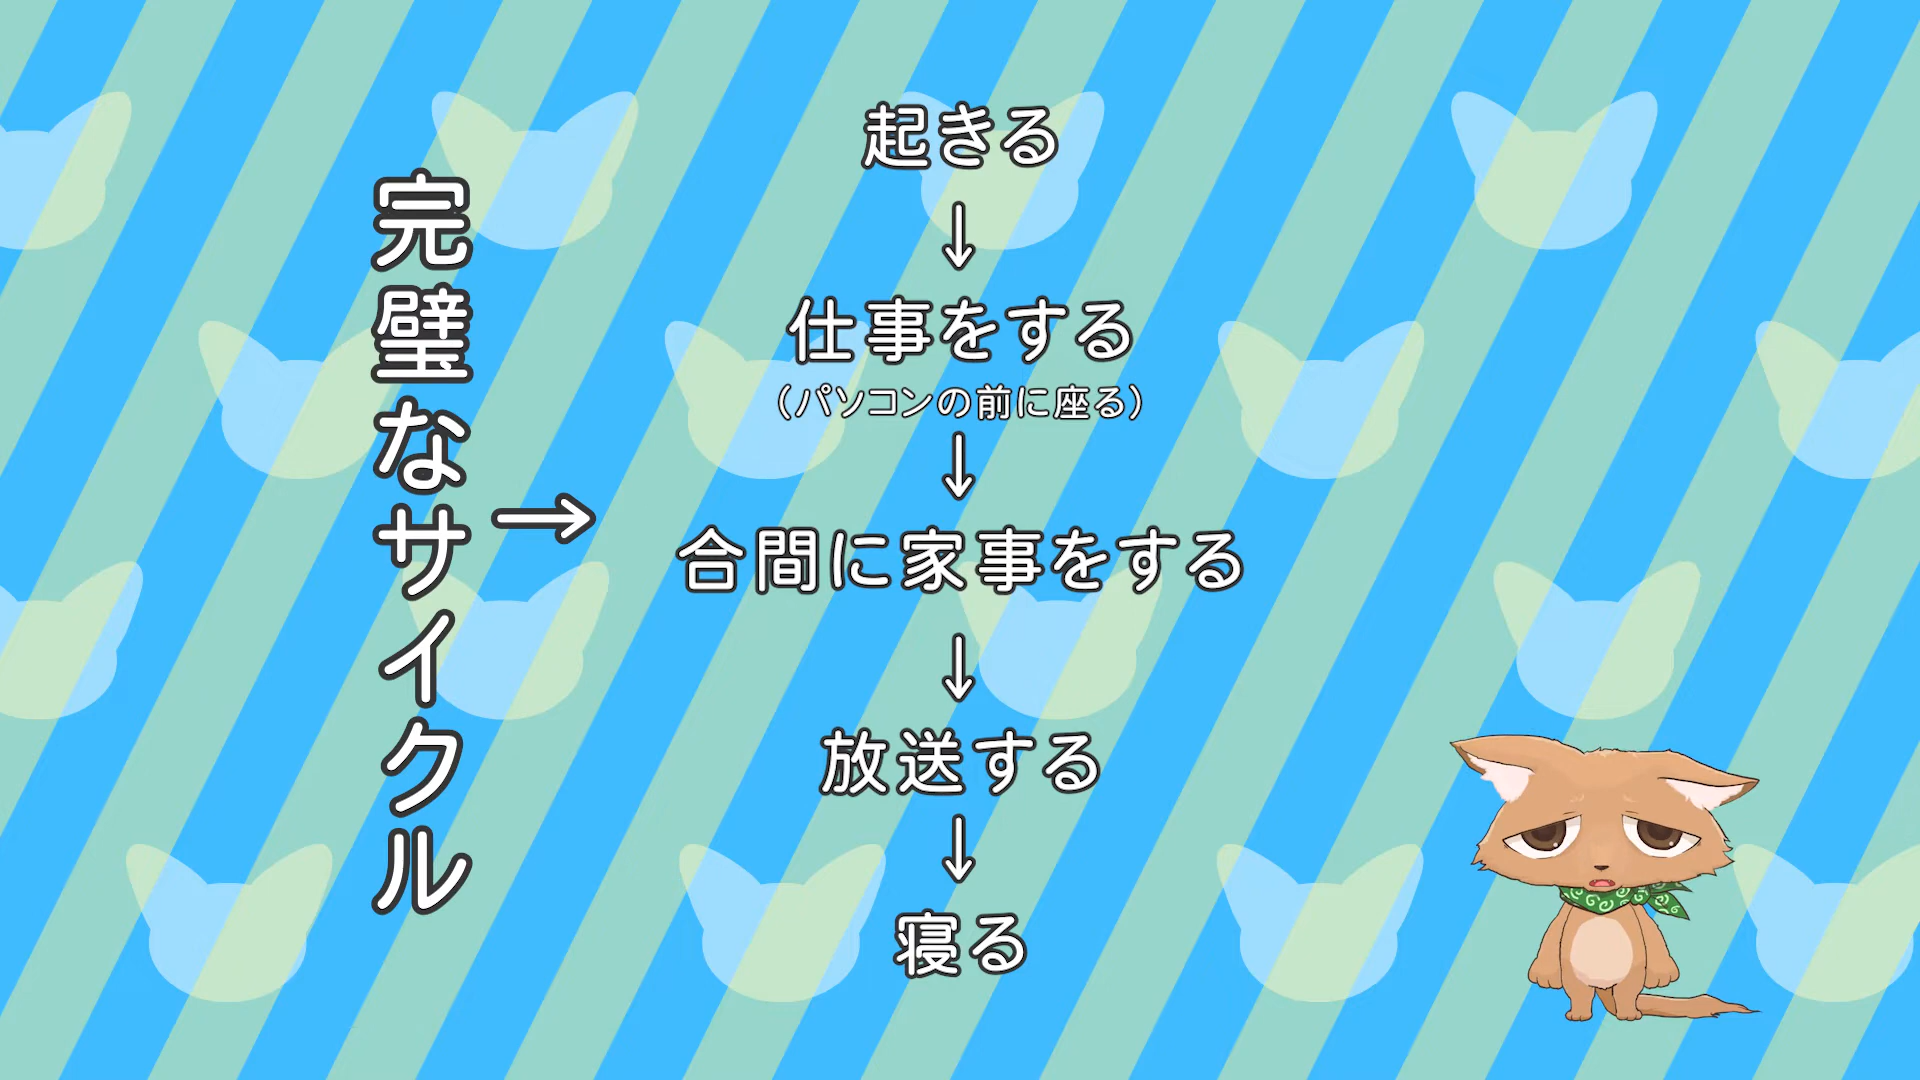 完璧なサイクル
→
起きる
↓
仕事をする
(パソコンの前に座る)
↓
合間に家事をする
↓
放送する
↓
寝る